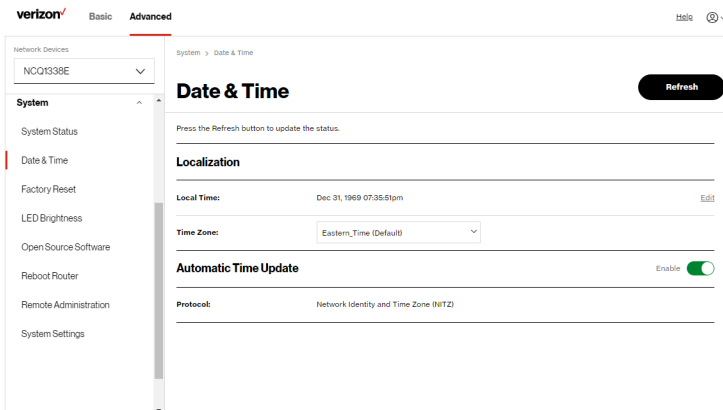 verizon Basic Advanced Help
Network Devices
NCQ1338E
System
System Status
Date & Time
Factory Reset
LED Brightness
Open Source Software
Reboot Router
Remote Administration
System Settings
System > Date & Time
Date & Time
Refresh
Press the Refresh button to update the status.
Localization
Local Time: Dec 31, 1969 07:35:51pm Edit
Time Zone: Eastern_Time (Default)
Automatic Time Update Enable
Protocol: Network Identity and Time Zone (NITZ)